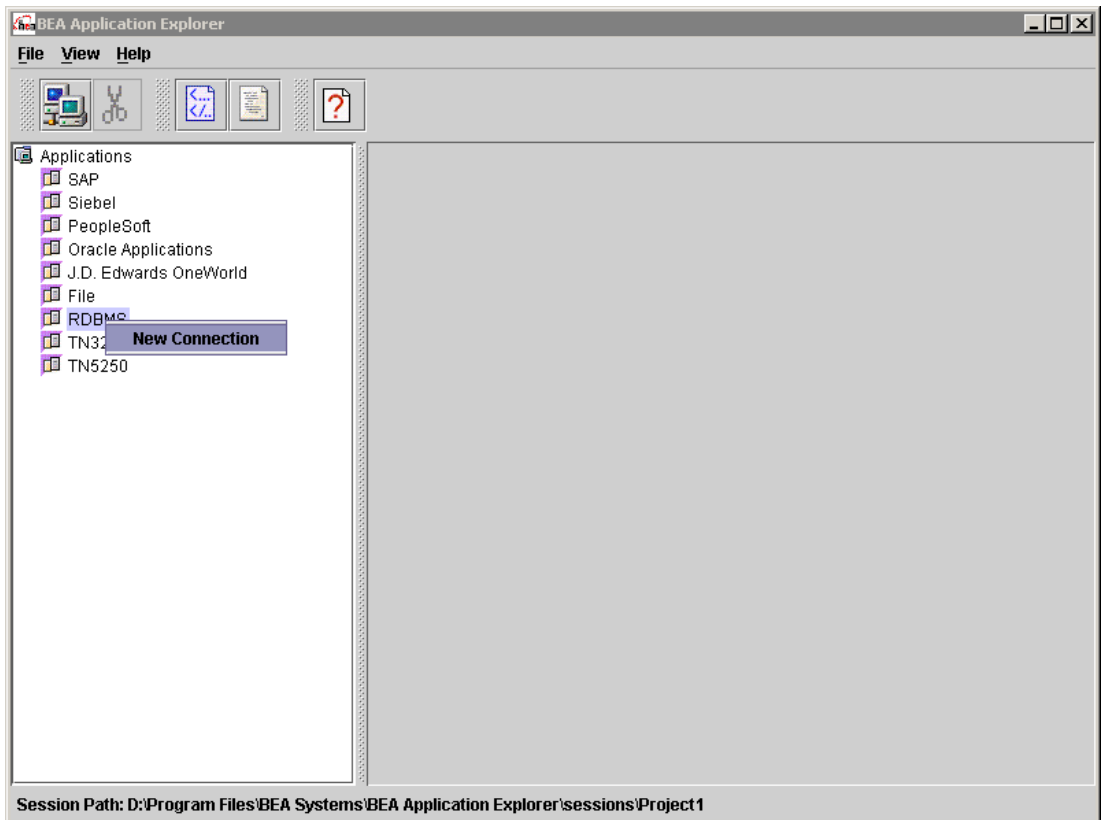 BEA Application Explorer
File View Help
Applications
SAP
Siebel
PeopleSoft
Oracle Applications
J.D. Edwards OneWorld
File
RDBMS
New Connection
TN5250
Session Path: D:\Program Files\BEA Systems\BEA Application Explorer\sessions\Project1